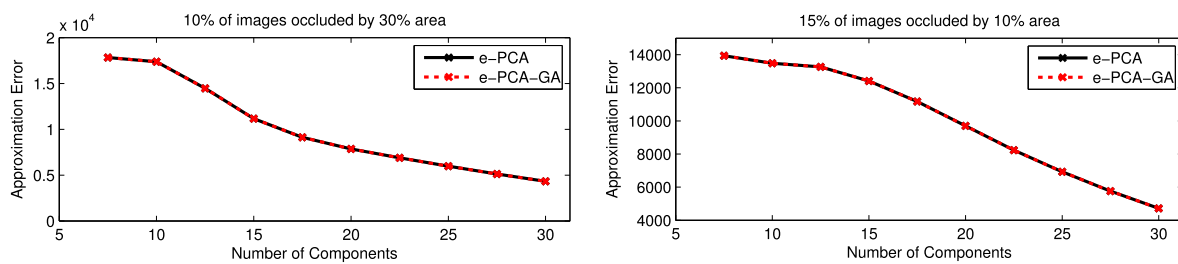 10% of images occluded by 30% area
x 10⁴
2
1.5
1
0.5
0
5 10 15 20 25 30
Approximation Error
Number of Components
e-PCA
e-PCA-GA
15% of images occluded by 10% area
14000
12000
10000
8000
6000
4000
5 10 15 20 25 30
Approximation Error
Number of Components
e-PCA
e-PCA-GA